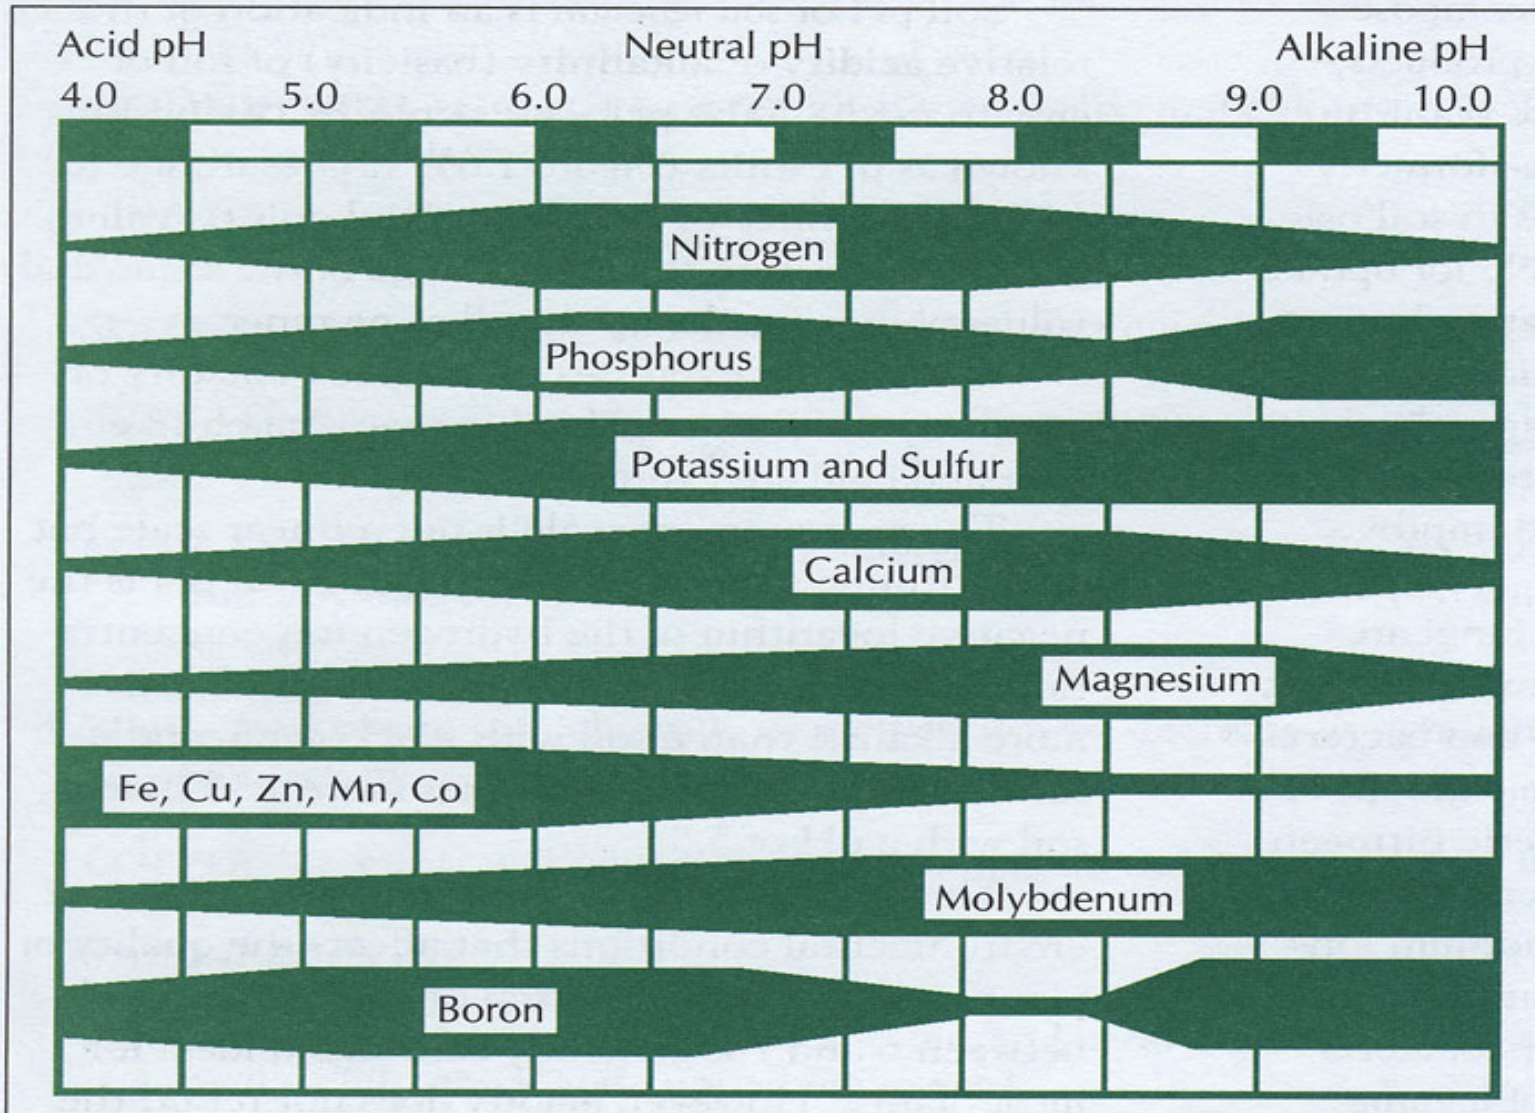 Acid pH Neutral pH Alkaline pH
4.0 5.0 6.0 7.0 8.0 9.0 10.0
Nitrogen
Phosphorus
Potassium and Sulfur
Calcium
Magnesium
Fe, Cu, Zn, Mn, Co
Molybdenum
Boron